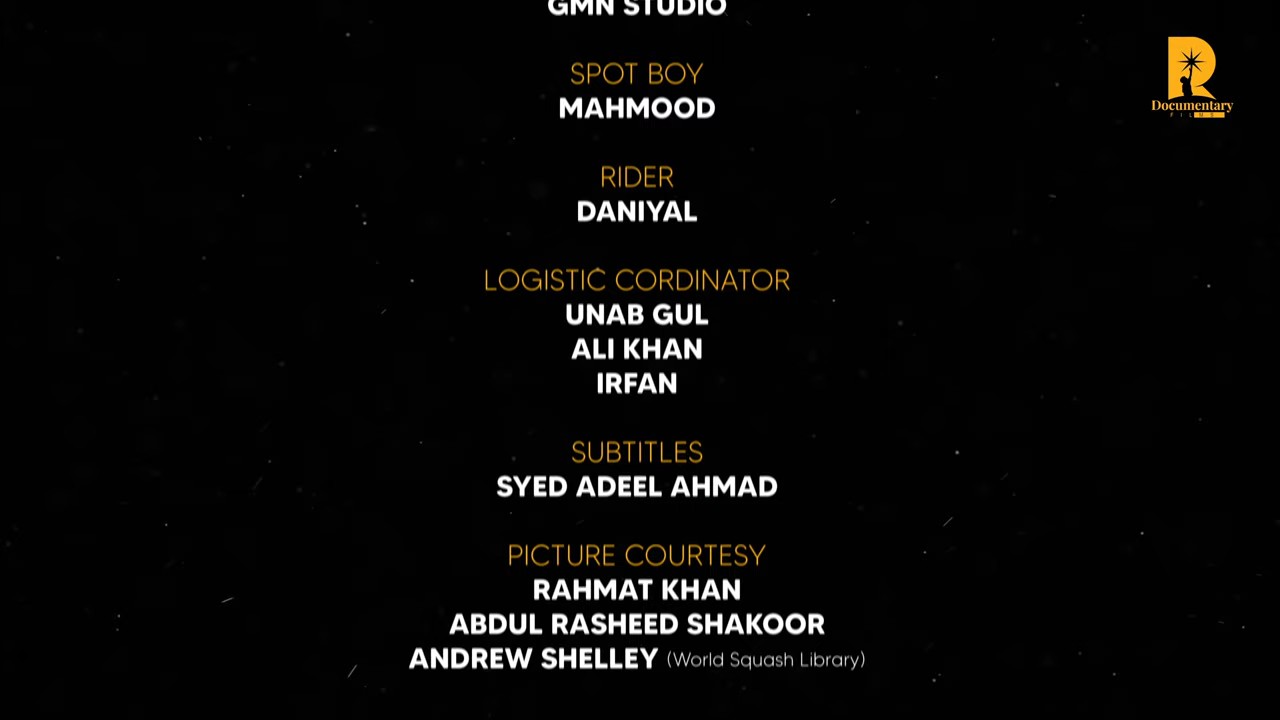 GMN STUDIO
SPOT BOY
MAHMOOD
RIDER
DANIYAL
LOGISTIC CORDINATOR
UNAB GUL
ALI KHAN
IRFAN
SUBTITLES
SYED ADEEL AHMAD
PICTURE COURTESY
RAHMAT KHAN
ABDUL RASHEED SHAKOOR
ANDREW SHELLEY (World Squash Library)
R
Documentary
FILMS